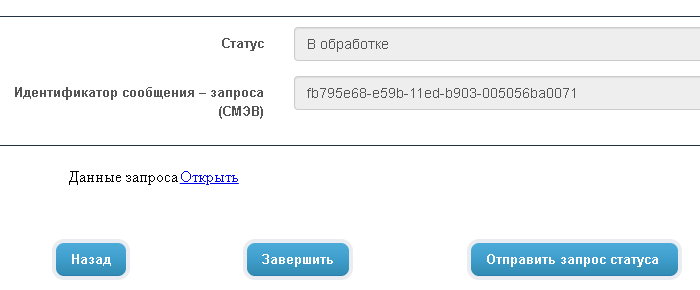 Статус
В обработке
Идентификатор сообщения – запроса
(СМЭВ)
fb795e68-e59b-11ed-b903-005056ba0071
Данные запроса Открыть
Назад
Завершить
Отправить запрос статуса